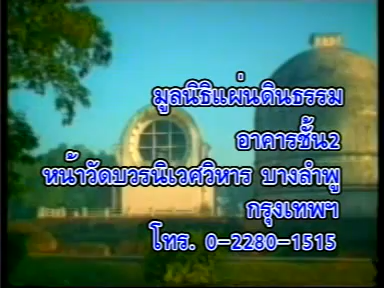 มูลนิธิแผ่นดินธรรม
อาคารชั้น2
หน้าวัดบวรนิเวศวิหาร บางลำพู
กรุงเทพฯ
โทร. 0-2280-1515